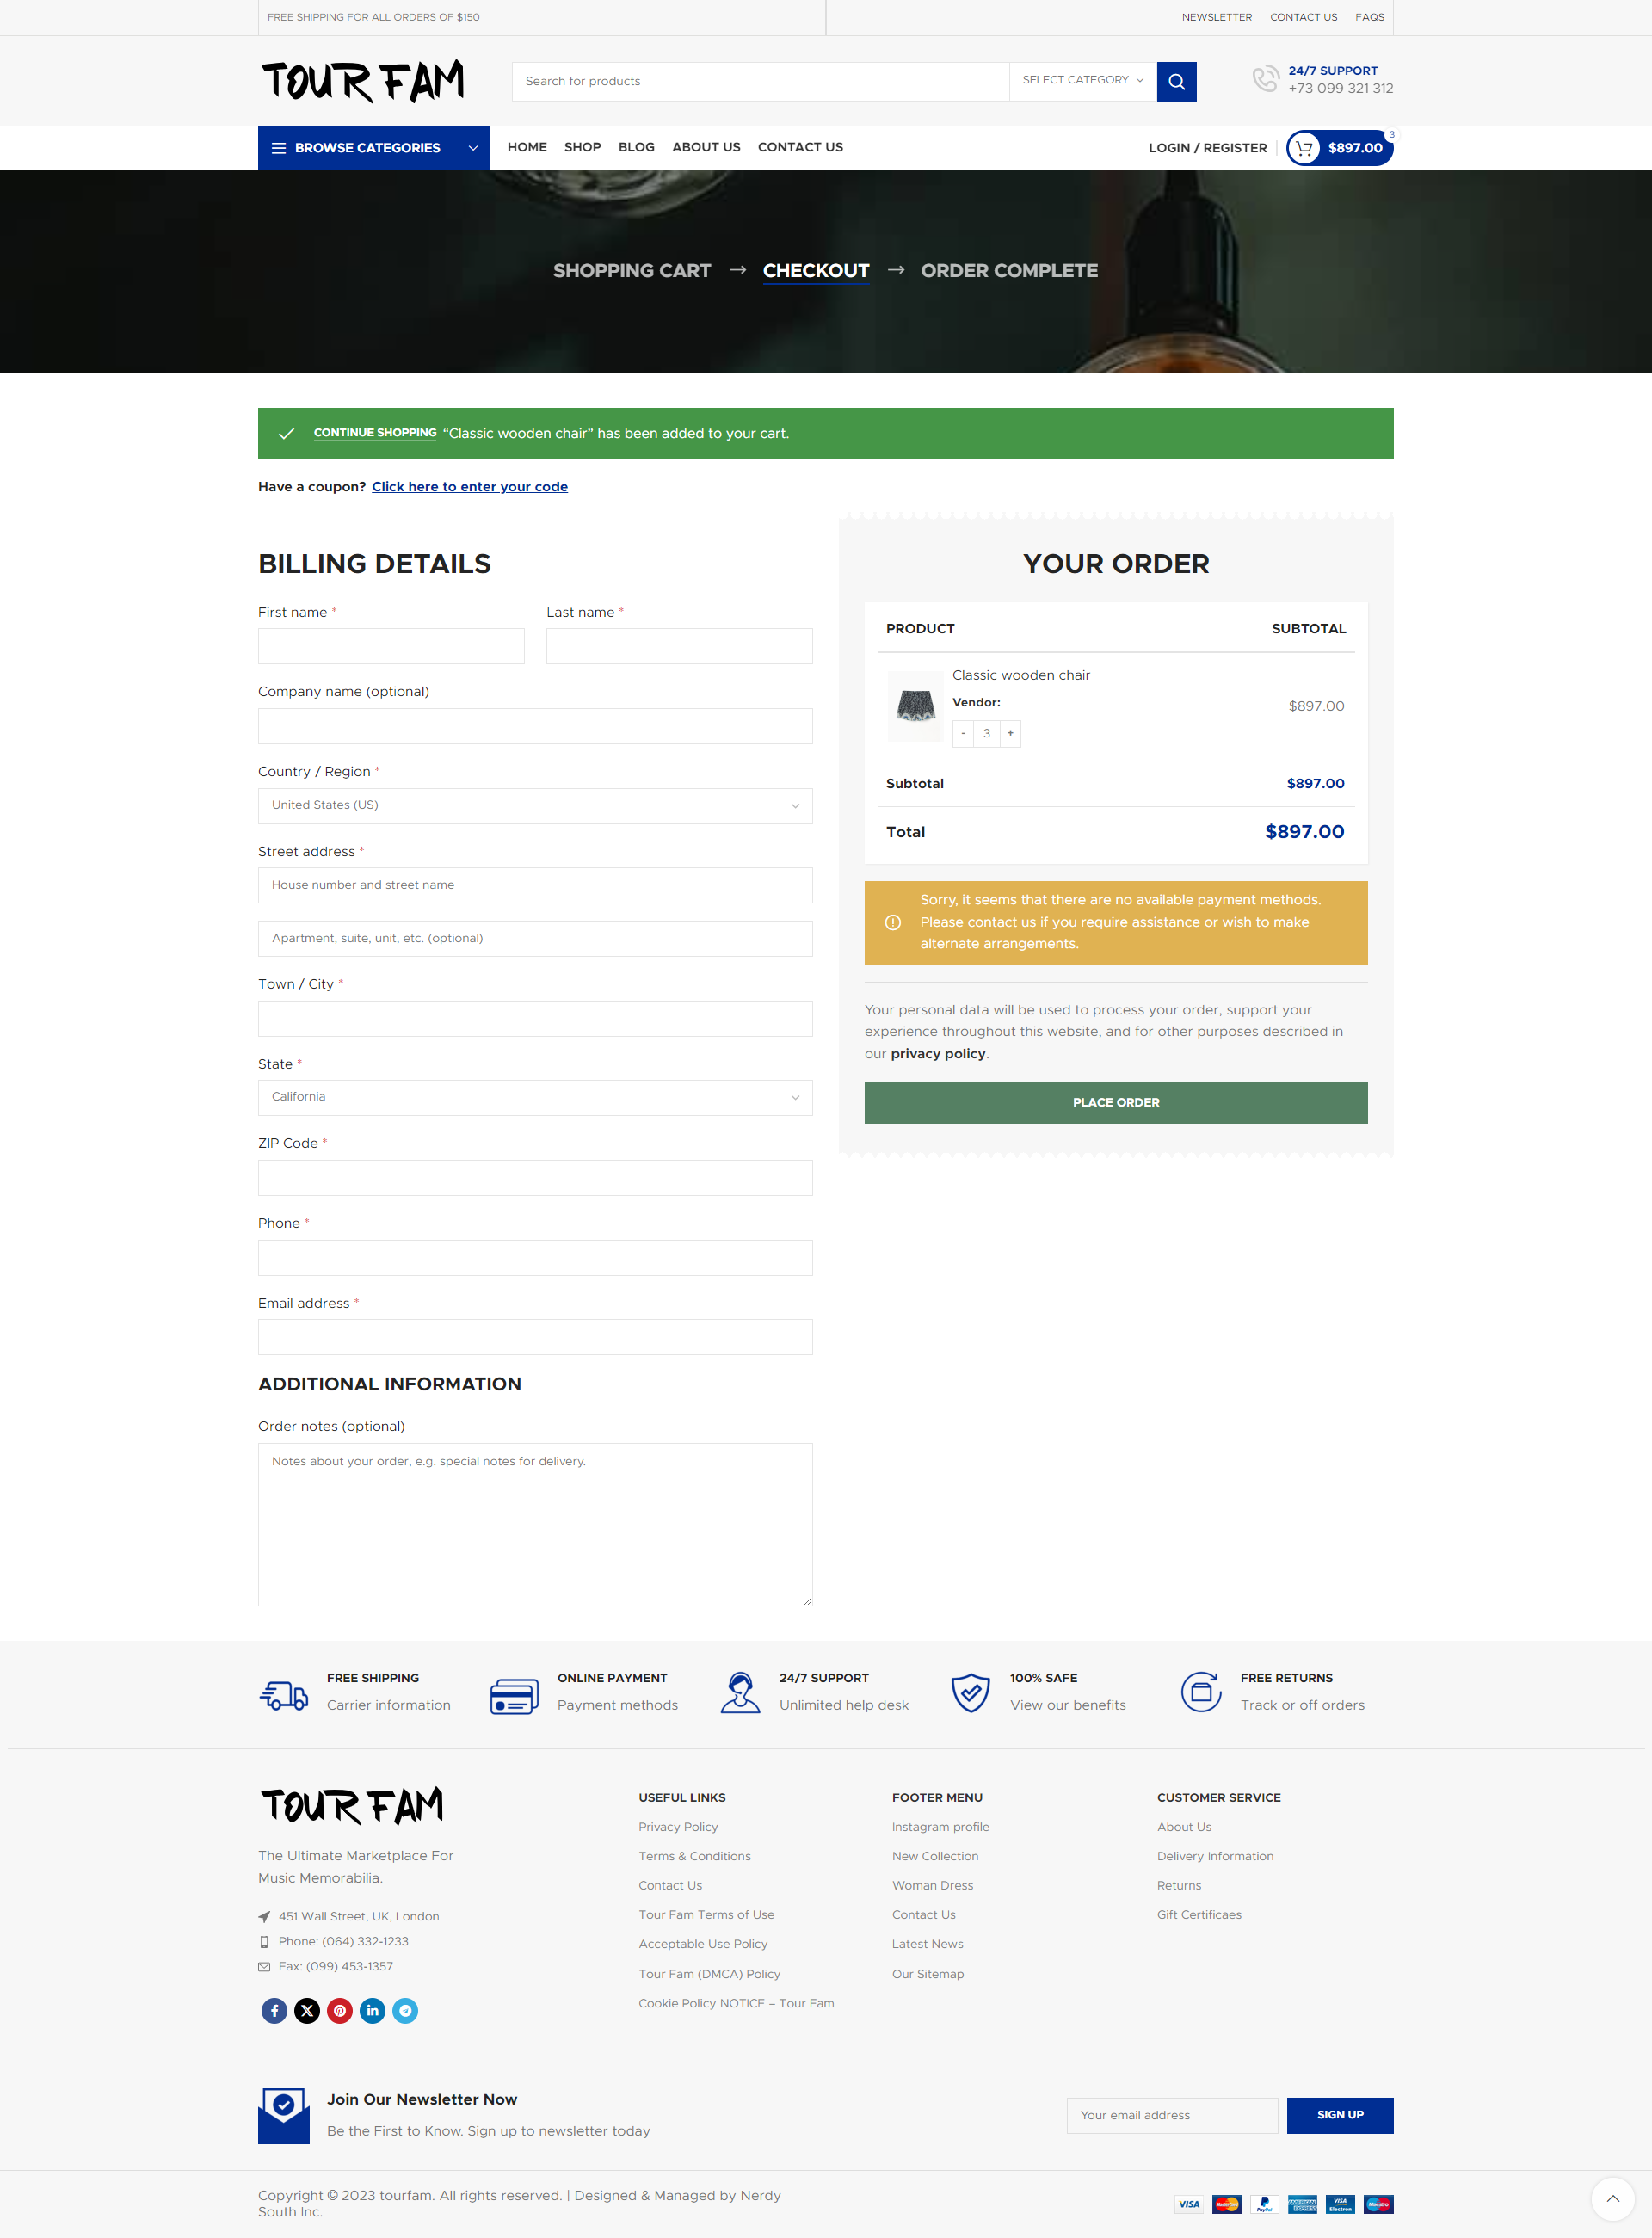 FREE SHIPPING FOR ALL ORDERS OF $150
NEWSLETTER
CONTACT US
FAQS
TOUR FAM
Search for products
SELECT CATEGORY
24/7 SUPPORT
+73 099 321 312
BROWSE CATEGORIES
HOME
SHOP
BLOG
ABOUT US
CONTACT US
LOGIN / REGISTER
3
$897.00
SHOPPING CART → CHECKOUT → ORDER COMPLETE
CONTINUE SHOPPING “Classic wooden chair” has been added to your cart.
Have a coupon? Click here to enter your code
BILLING DETAILS
First name *
Last name *
Company name (optional)
Country / Region *
United States (US)
Street address *
House number and street name
Apartment, suite, unit, etc. (optional)
Town / City *
State *
California
ZIP Code *
Phone *
Email address *
ADDITIONAL INFORMATION
Order notes (optional)
Notes about your order, e.g. special notes for delivery.
YOUR ORDER
PRODUCT
SUBTOTAL
Classic wooden chair
Vendor:
- 3 +
$897.00
Subtotal
$897.00
Total
$897.00
Sorry, it seems that there are no available payment methods.
Please contact us if you require assistance or wish to make
alternate arrangements.
Your personal data will be used to process your order, support your
experience throughout this website, and for other purposes described in
our privacy policy.
PLACE ORDER
FREE SHIPPING
Carrier information
ONLINE PAYMENT
Payment methods
24/7 SUPPORT
Unlimited help desk
100% SAFE
View our benefits
FREE RETURNS
Track or off orders
TOUR FAM
The Ultimate Marketplace For
Music Memorabilia.
451 Wall Street, UK, London
Phone: (064) 332-1233
Fax: (099) 453-1357
USEFUL LINKS
Privacy Policy
Terms & Conditions
Contact Us
Tour Fam Terms of Use
Acceptable Use Policy
Tour Fam (DMCA) Policy
Cookie Policy NOTICE – Tour Fam
FOOTER MENU
Instagram profile
New Collection
Woman Dress
Contact Us
Latest News
Our Sitemap
CUSTOMER SERVICE
About Us
Delivery Information
Returns
Gift Certificaes
Join Our Newsletter Now
Be the First to Know. Sign up to newsletter today
Your email address
SIGN UP
Copyright © 2023 tourfam. All rights reserved. | Designed & Managed by Nerdy
South Inc.
VISA
MasterCard
PayPal
AMERICAN EXPRESS
VISA Electron
Maestro